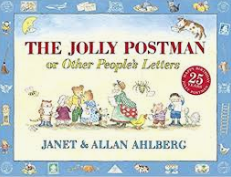 THE JOLLY POSTMAN
or Other People's Letters
25
JANET & ALLAN AHLBERG